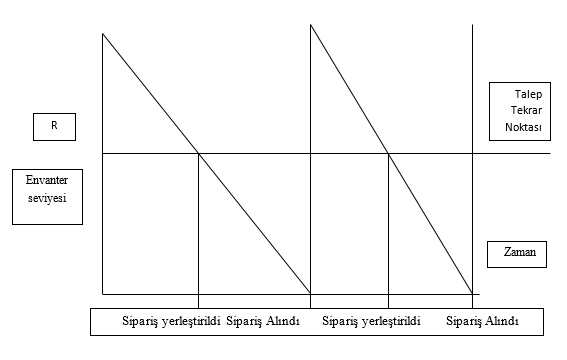 R
Envanter
seviyesi
Talep
Tekrar
Noktası
Zaman
Sipariş yerleştirildi Sipariş Alındı Sipariş yerleştirildi Sipariş Alındı